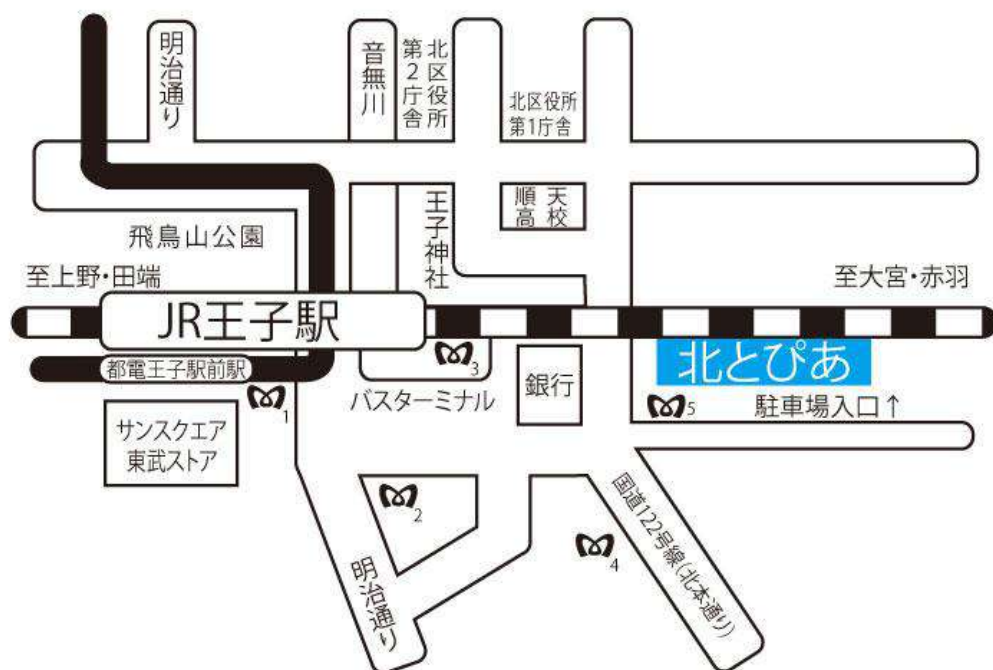 明治通り
音無川
北区役所
第2庁舎
北区役所
第1庁舎
順天
高校
王子神社
飛鳥山公園
至上野・田端
至大宮・赤羽
JR王子駅
北とぴあ
都電王子駅前駅
3
銀行
1
バスターミナル
5
駐車場入口↑
サンスクエア
東武ストア
2
4
国道122号線(北本通り)
明治通り